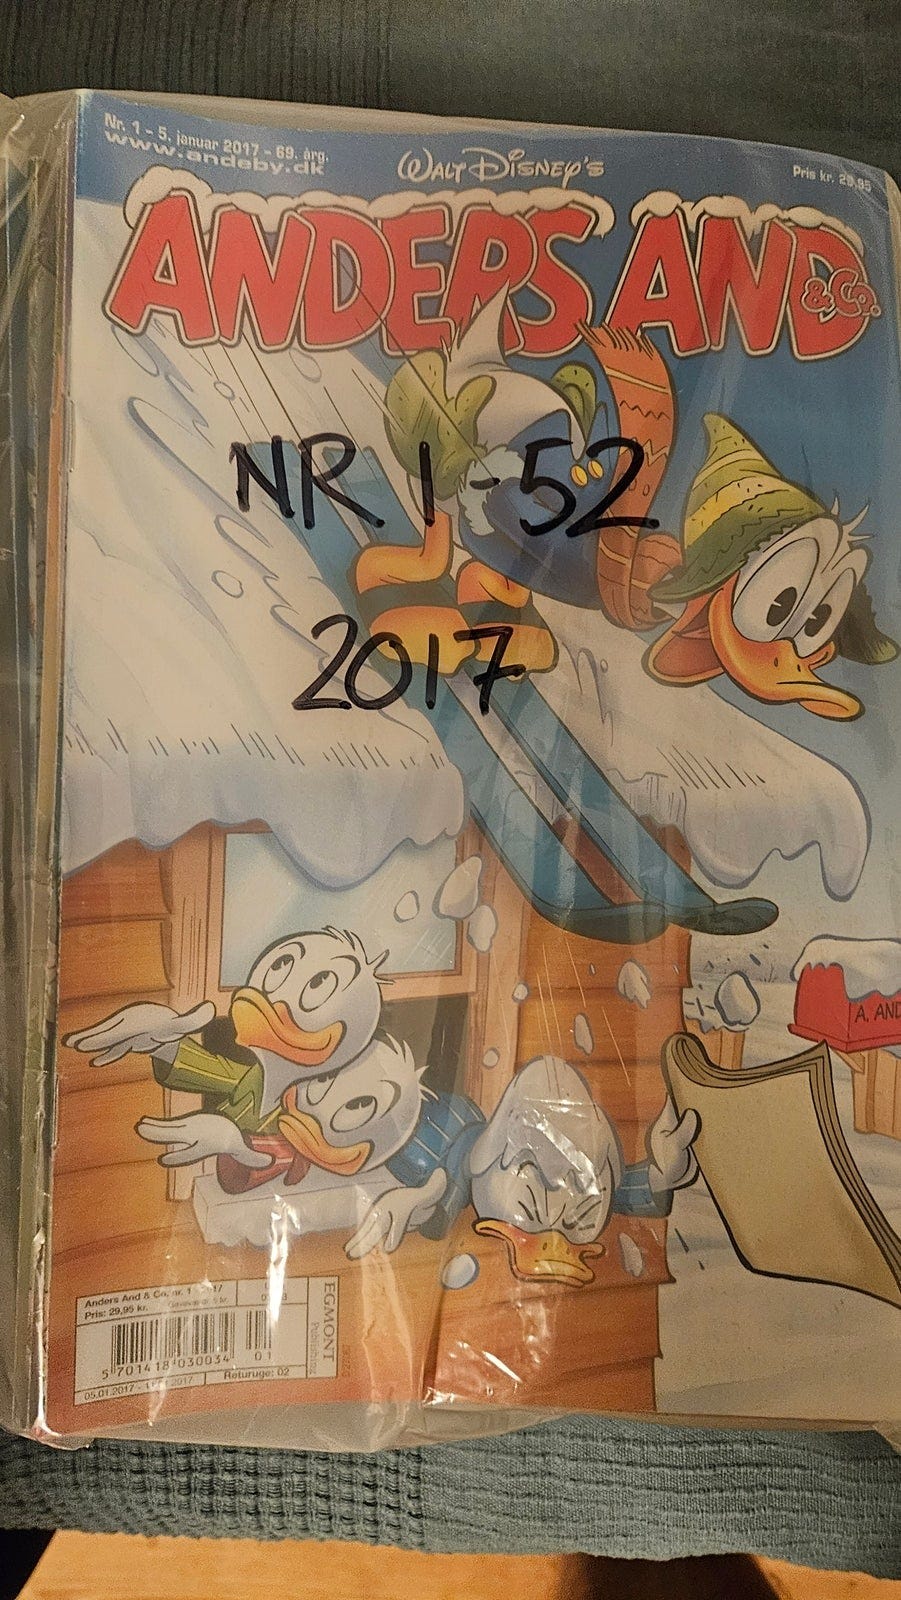 Nr. 1 - 5. januar 2017 - 69. årg.
www.andeby.dk
WALT DISNEY'S
Pris kr. 29,95
ANDERS AND
& Co.
NR 1-52
2017
A. AND
Anders And & Co. nr. 1
Pris: 29,95 kr.
EGMONT
Publishing
5 701418 030034 01
05.01.2017 - 2017
Returuge: 02